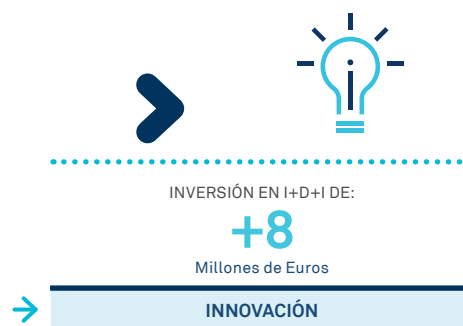 INVERSIÓN EN I+D+I DE:
+8
Millones de Euros
INNOVACIÓN